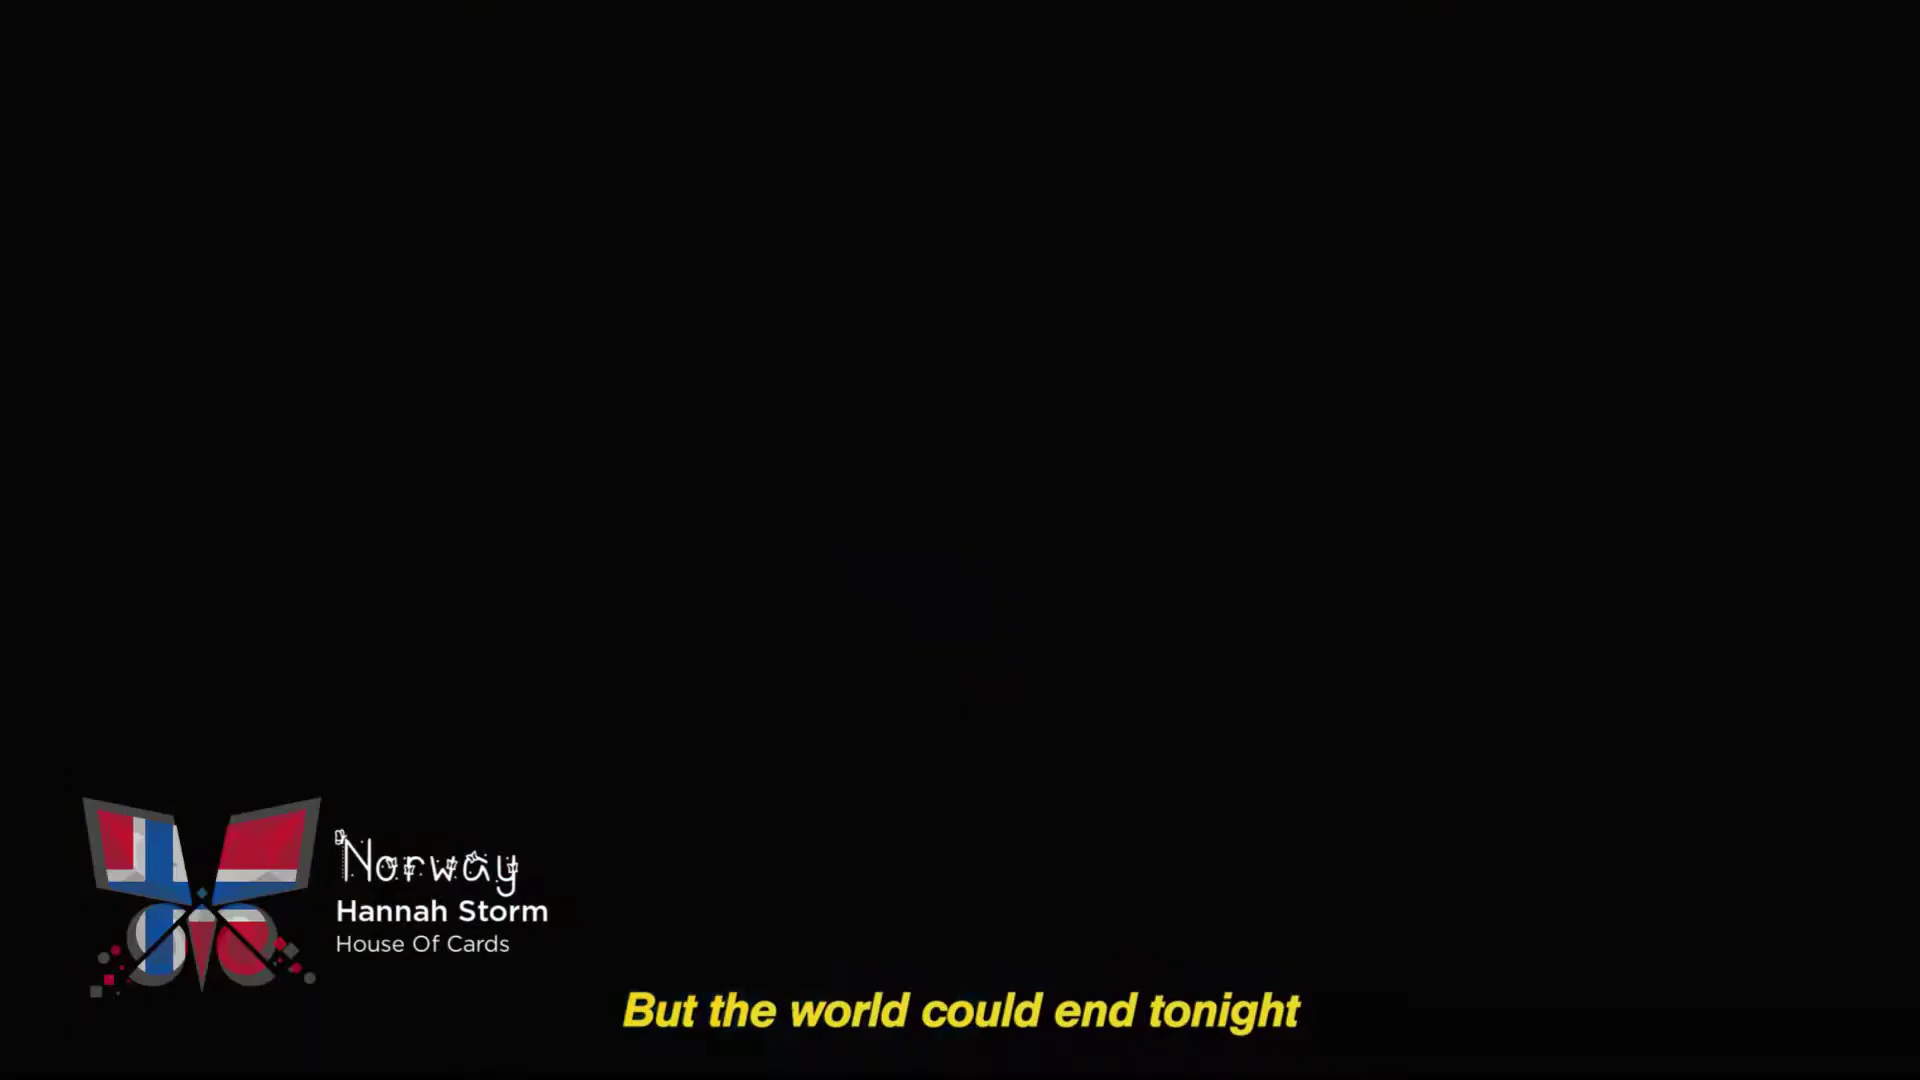 Norway
Hannah Storm
House Of Cards
But the world could end tonight